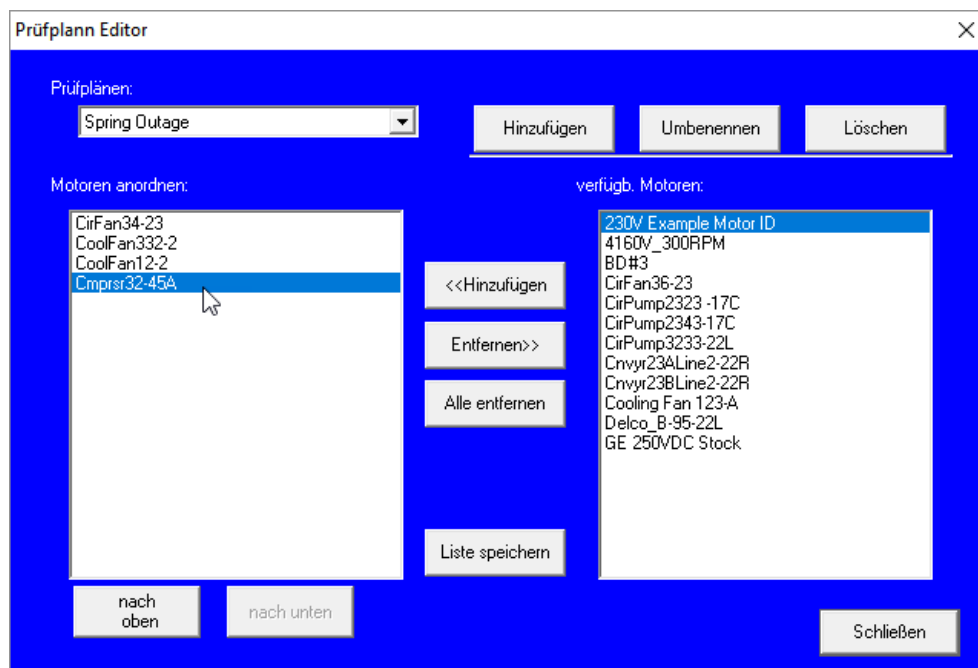 Prüfplann Editor
Prüfplänen:
Spring Outage
Hinzufügen
Umbenennen
Löschen
Motoren anordnen:
CirFan34-23
CoolFan332-2
CoolFan12-2
Cmprsr32-45A
<<Hinzufügen
Entfernen>>
Alle entfernen
Liste speichern
verfügb. Motoren:
230V Example Motor ID
4160V_300RPM
BD#3
CirFan36-23
CirPump2323 -17C
CirPump2343-17C
CirPump3233-22L
Cnvyr23ALine2-22R
Cnvyr23BLine2-22R
Cooling Fan 123-A
Delco_B-95-22L
GE 250VDC Stock
nach
oben
nach unten
Schließen